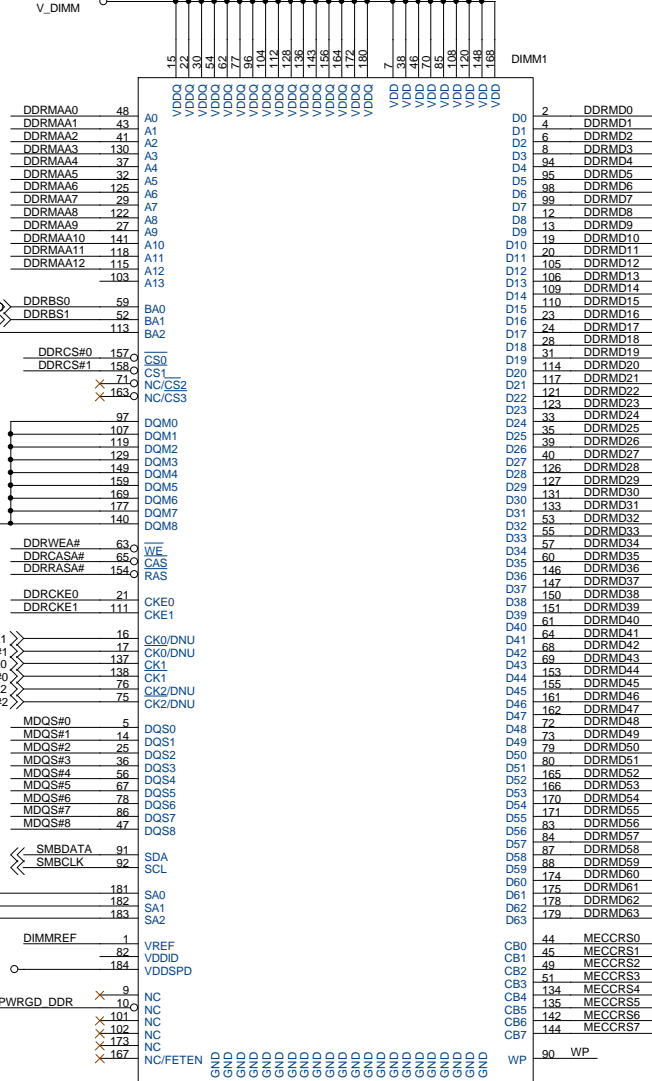 V_DIMM
DIMM1
15 22 30 54 62 77 96 104 112 128 136 143 156 164 172 180 7 38 46 70 85 108 120 148 168
VDDQ VDDQ VDDQ VDDQ VDDQ VDDQ VDDQ VDDQ VDDQ VDDQ VDDQ VDDQ VDDQ VDDQ VDDQ VDDQ VDD VDD VDD VDD VDD VDD VDD VDD VDD
DDRMAA0 48 A0
DDRMAA1 43 A1
DDRMAA2 41 A2
DDRMAA3 130 A3
DDRMAA4 37 A4
DDRMAA5 32 A5
DDRMAA6 125 A6
DDRMAA7 29 A7
DDRMAA8 122 A8
DDRMAA9 27 A9
DDRMAA10 141 A10
DDRMAA11 118 A11
DDRMAA12 115 A12
103 A13
DDRBS0 59 BA0
DDRBS1 52 BA1
113 BA2
DDRCS#0 157 CS0
DDRCS#1 158 CS1
71 NC/CS2
163 NC/CS3
97 DQM0
107 DQM1
119 DQM2
129 DQM3
149 DQM4
159 DQM5
169 DQM6
177 DQM7
140 DQM8
DDRWEA# 63 WE
DDRCASA# 65 CAS
DDRRASA# 154 RAS
DDRCKE0 21 CKE0
DDRCKE1 111 CKE1
1 16 CK0/DNU
#1 17 CK0/DNU
0 137 CK1
#0 138 CK1
2 76 CK2/DNU
#2 75 CK2/DNU
MDQS#0 5 DQS0
MDQS#1 14 DQS1
MDQS#2 25 DQS2
MDQS#3 36 DQS3
MDQS#4 56 DQS4
MDQS#5 67 DQS5
MDQS#6 78 DQS6
MDQS#7 86 DQS7
MDQS#8 47 DQS8
SMBDATA 91 SDA
SMBCLK 92 SCL
181 SA0
182 SA1
183 SA2
DIMMREF 1 VREF
82 VDDID
184 VDDSPD
9 NC
PWRGD_DDR 10 NC
101 NC
102 NC
173 NC
167 NC/FETEN
GND GND GND GND GND GND GND GND GND GND GND GND GND GND GND GND GND GND GND GND GND GND
D0 2 DDRMD0
D1 4 DDRMD1
D2 6 DDRMD2
D3 8 DDRMD3
D4 94 DDRMD4
D5 95 DDRMD5
D6 98 DDRMD6
D7 99 DDRMD7
D8 12 DDRMD8
D9 13 DDRMD9
D10 19 DDRMD10
D11 20 DDRMD11
D12 105 DDRMD12
D13 106 DDRMD13
D14 109 DDRMD14
D15 110 DDRMD15
D16 23 DDRMD16
D17 24 DDRMD17
D18 28 DDRMD18
D19 31 DDRMD19
D20 114 DDRMD20
D21 117 DDRMD21
D22 121 DDRMD22
D23 123 DDRMD23
D24 33 DDRMD24
D25 35 DDRMD25
D26 39 DDRMD26
D27 40 DDRMD27
D28 126 DDRMD28
D29 127 DDRMD29
D30 131 DDRMD30
D31 133 DDRMD31
D32 53 DDRMD32
D33 55 DDRMD33
D34 57 DDRMD34
D35 60 DDRMD35
D36 146 DDRMD36
D37 147 DDRMD37
D38 150 DDRMD38
D39 151 DDRMD39
D40 61 DDRMD40
D41 64 DDRMD41
D42 68 DDRMD42
D43 69 DDRMD43
D44 153 DDRMD44
D45 155 DDRMD45
D46 161 DDRMD46
D47 162 DDRMD47
D48 72 DDRMD48
D49 73 DDRMD49
D50 79 DDRMD50
D51 80 DDRMD51
D52 165 DDRMD52
D53 166 DDRMD53
D54 170 DDRMD54
D55 171 DDRMD55
D56 83 DDRMD56
D57 84 DDRMD57
D58 87 DDRMD58
D59 88 DDRMD59
D60 174 DDRMD60
D61 175 DDRMD61
D62 178 DDRMD62
D63 179 DDRMD63
CB0 44 MECCRS0
CB1 45 MECCRS1
CB2 49 MECCRS2
CB3 51 MECCRS3
CB4 134 MECCRS4
CB5 135 MECCRS5
CB6 142 MECCRS6
CB7 144 MECCRS7
WP 90 WP